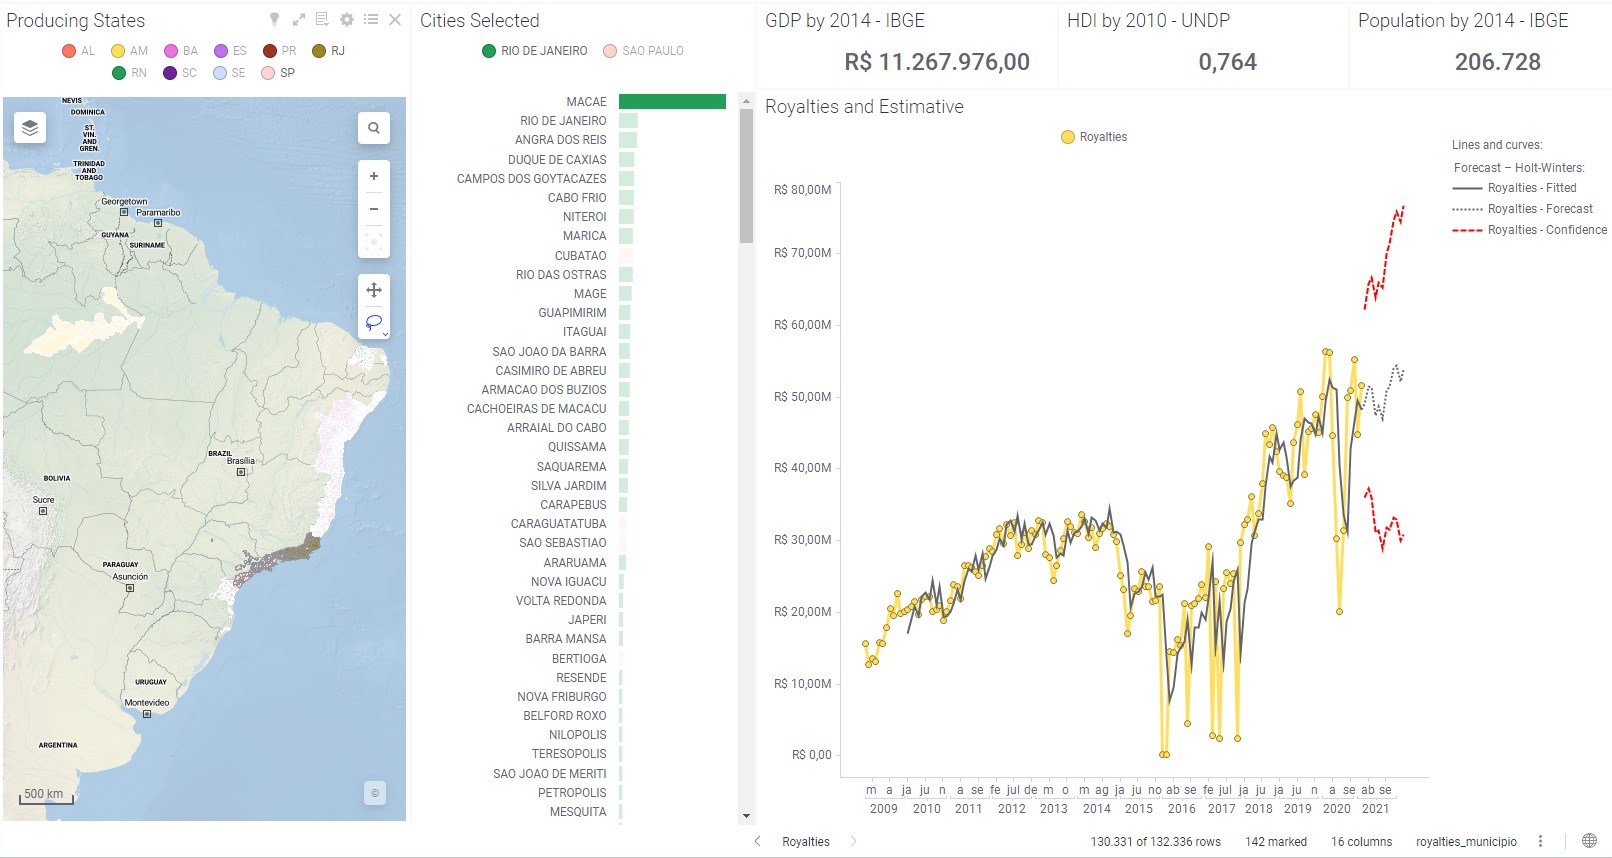 Producing States
AL AM BA ES PR RJ
RN SC SE SP
NEVIS
DOMINICA
ST.
VIN.
AND
GREN.
TRINIDAD
AND
TOBAGO
Georgetown
Paramaribo
GUYANA
SURINAME
BRAZIL
Brasília
BOLIVIA
Sucre
PARAGUAY
Asunción
URUGUAY
Montevideo
ARGENTINA
500 km
©
Cities Selected
RIO DE JANEIRO SAO PAULO
MACAE
RIO DE JANEIRO
ANGRA DOS REIS
DUQUE DE CAXIAS
CAMPOS DOS GOYTACAZES
CABO FRIO
NITEROI
MARICA
CUBATAO
RIO DAS OSTRAS
MAGE
GUAPIMIRIM
ITAGUAI
SAO JOAO DA BARRA
CASIMIRO DE ABREU
ARMACAO DOS BUZIOS
CACHOEIRAS DE MACACU
ARRAIAL DO CABO
QUISSAMA
SAQUAREMA
SILVA JARDIM
CARAPEBUS
CARAGUATATUBA
SAO SEBASTIAO
ARARUAMA
NOVA IGUACU
VOLTA REDONDA
JAPERI
BARRA MANSA
BERTIOGA
RESENDE
NOVA FRIBURGO
BELFORD ROXO
NILOPOLIS
TERESOPOLIS
SAO JOAO DE MERITI
PETROPOLIS
MESQUITA
GDP by 2014 - IBGE
R$ 11.267.976,00
HDI by 2010 - UNDP
0,764
Population by 2014 - IBGE
206.728
Royalties and Estimative
Royalties
Lines and curves:
Forecast – Holt-Winters:
Royalties - Fitted
Royalties - Forecast
Royalties - Confidence
R$ 80,00M
R$ 70,00M
R$ 60,00M
R$ 50,00M
R$ 40,00M
R$ 30,00M
R$ 20,00M
R$ 10,00M
R$ 0,00
m a ja ju n a se fe jul de m o m ag ja ju no ab se fe jul ja ju ja ju n a se ab se
2009 2010 2011 2012 2013 2014 2015 2016 2017 2018 2019 2020 2021
Royalties
130.331 of 132.336 rows 142 marked 16 columns royalties_municipio